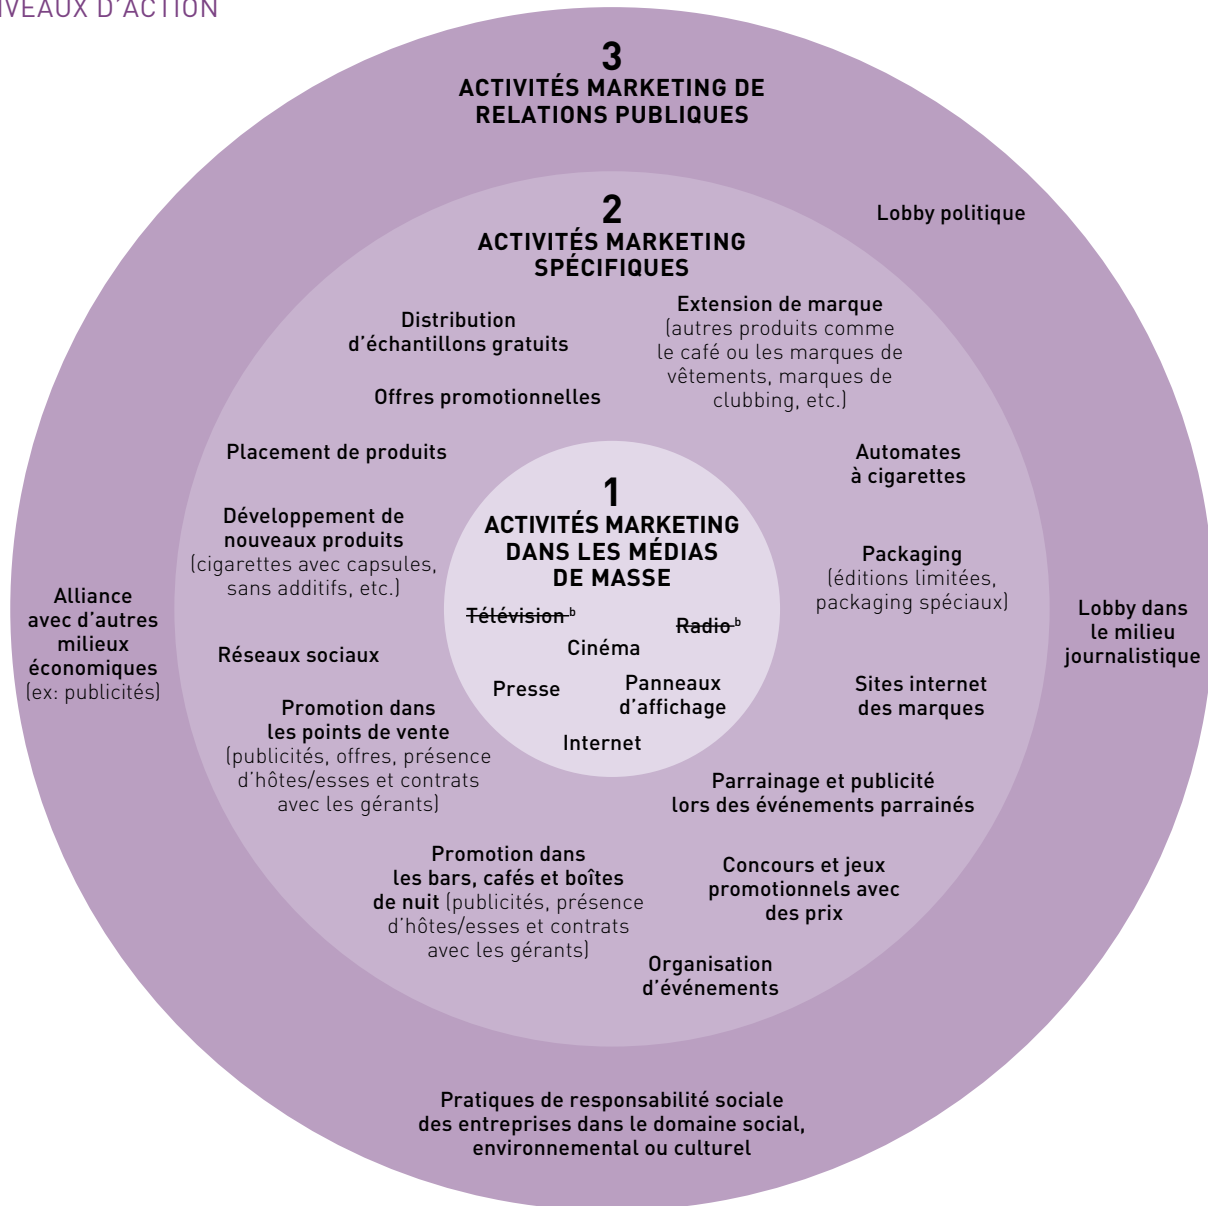 NIVEAUX D'ACTION
3
ACTIVITÉS MARKETING DE
RELATIONS PUBLIQUES
Lobby politique
2
ACTIVITÉS MARKETING
SPÉCIFIQUES
Distribution
d'échantillons gratuits
Extension de marque
(autres produits comme
le café ou les marques de
vêtements, marques de
clubbing, etc.)
Offres promotionnelles
Placement de produits
Automates
à cigarettes
Développement de
nouveaux produits
(cigarettes avec capsules,
sans additifs, etc.)
Packaging
(éditions limitées,
packaging spéciaux)
1
ACTIVITÉS MARKETING
DANS LES MÉDIAS
DE MASSE
Télévision b
Radio b
Cinéma
Presse
Panneaux
d'affichage
Internet
Alliance
avec d'autres
milieux
économiques
(ex: publicités)
Lobby dans
le milieu
journalistique
Réseaux sociaux
Sites internet
des marques
Promotion dans
les points de vente
(publicités, offres, présence
d'hôtes/esses et contrats
avec les gérants)
Parrainage et publicité
lors des événements parrainés
Promotion dans
les bars, cafés et boîtes
de nuit (publicités, présence
d'hôtes/esses et contrats
avec les gérants)
Concours et jeux
promotionnels avec
des prix
Organisation
d'événements
Pratiques de responsabilité sociale
des entreprises dans le domaine social,
environnemental ou culturel